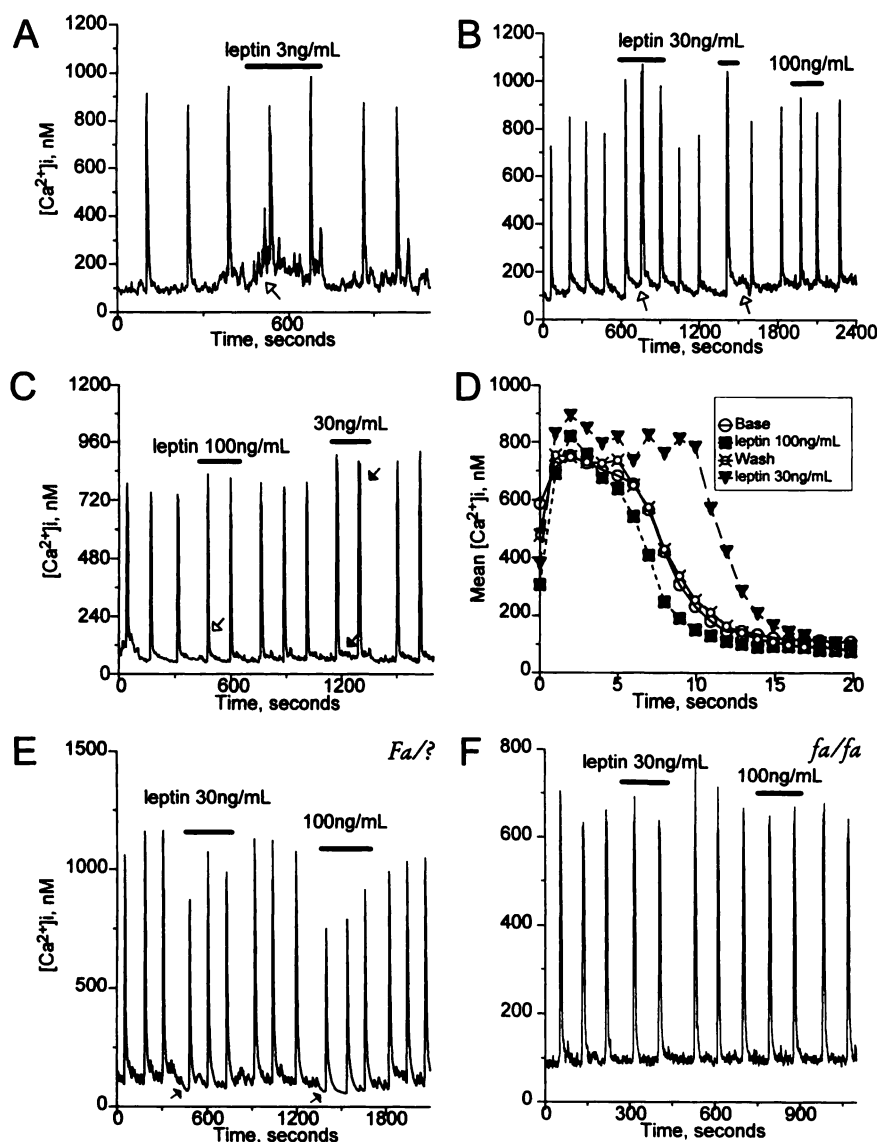 A
leptin 3ng/mL
[Ca²⁺]i, nM
1200
1000
800
600
400
200
0
0
600
Time, seconds
B
leptin 30ng/mL
100ng/mL
1200
1000
800
600
400
200
0
0
600
1200
1800
2400
Time, seconds
C
leptin 100ng/mL
30ng/mL
[Ca²⁺]i, nM
1200
960
720
480
240
0
0
600
1200
Time, seconds
D
Base
leptin 100ng/mL
Wash
leptin 30ng/mL
Mean [Ca²⁺]i, nM
1000
800
600
400
200
0
0
5
10
15
20
Time, seconds
E
Fa/?
leptin 30ng/mL
100ng/mL
[Ca²⁺]i, nM
1500
1000
500
0
0
600
1200
1800
Time, seconds
F
fa/fa
leptin 30ng/mL
100ng/mL
800
600
400
200
0
0
300
600
900
Time, seconds